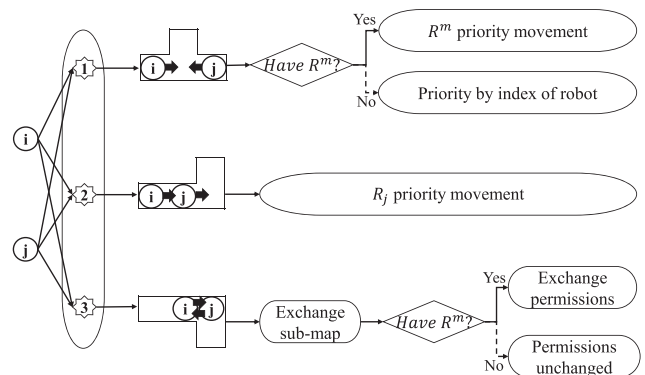 Yes
R^m priority movement
1
i j
Have R^m?
No
Priority by index of robot
i
2
i j
R_j priority movement
j
3
i j
Exchange
sub-map
Have R^m?
Yes
Exchange
permissions
No
Permissions
unchanged